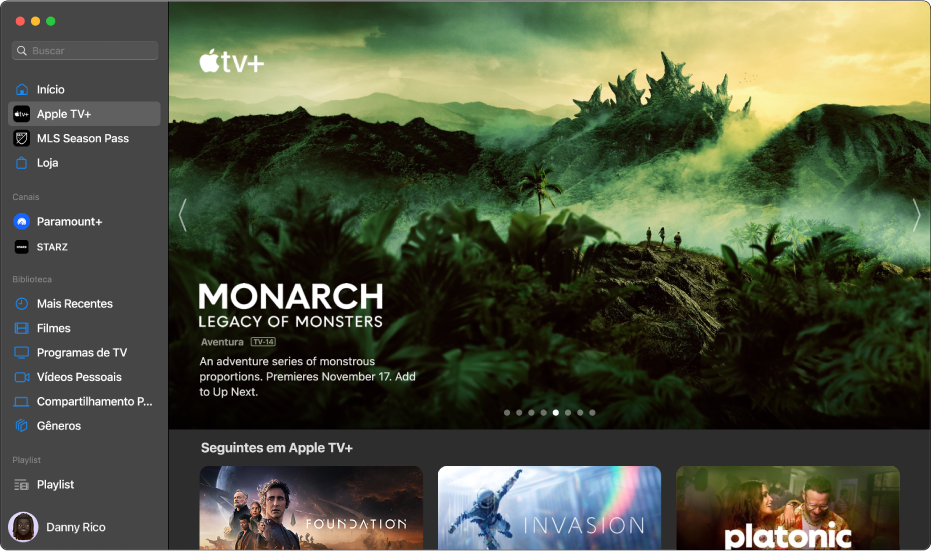 Buscar
Início
tv+
Apple TV+
MLS Season Pass
Loja
Canais
Paramount+
STARZ
STARZ
Biblioteca
Mais Recentes
Filmes
Programas de TV
Vídeos Pessoais
Compartilhamento P...
Gêneros
Playlist
Playlist
Danny Rico
tv+
MONARCH
LEGACY OF MONSTERS
Aventura TV-14
An adventure series of monstrous
proportions. Premieres November 17. Add
to Up Next.
Seguintes em Apple TV+
FOUNDATION
INVASION
platonic